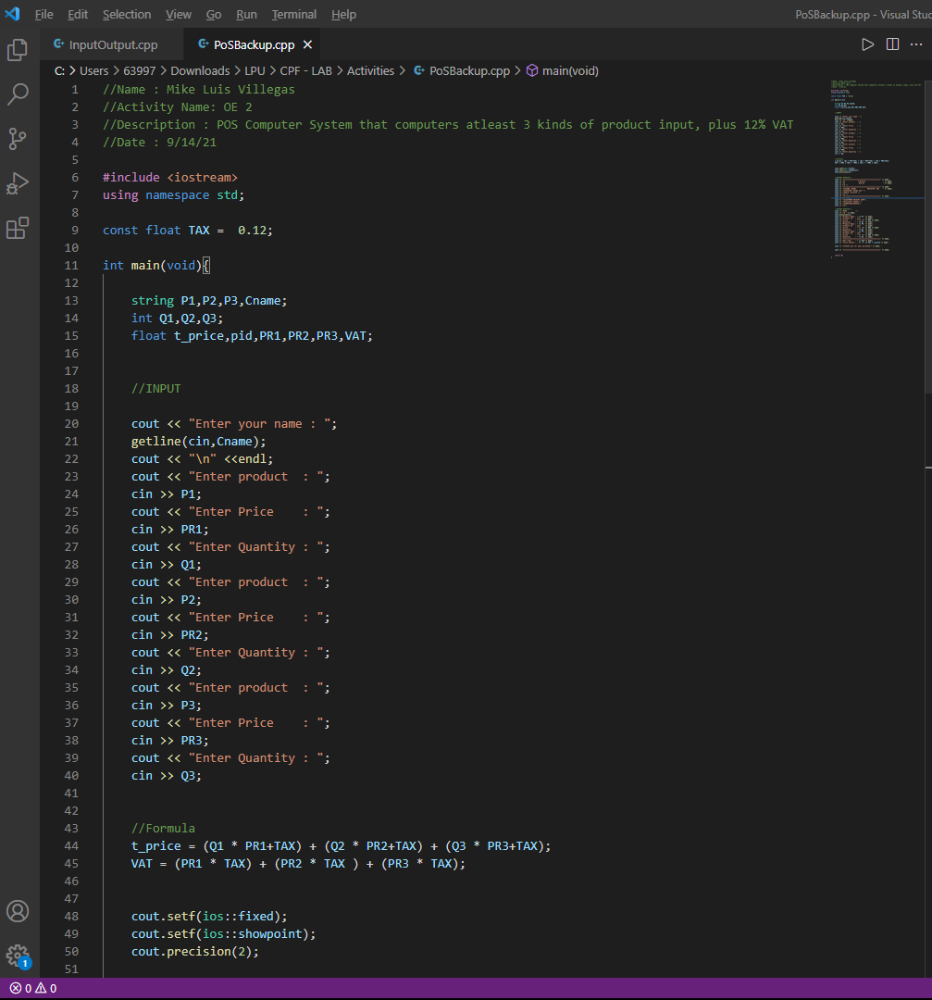 File Edit Selection View Go Run Terminal Help PoSBackup.cpp - Visual Stud
InputOutput.cpp PoSBackup.cpp
C: > Users > 63997 > Downloads > LPU > CPF - LAB > Activities > PoSBackup.cpp > main(void)
1 //Name : Mike Luis Villegas
2 //Activity Name: OE 2
3 //Description : POS Computer System that computers atleast 3 kinds of product input, plus 12% VAT
4 //Date : 9/14/21
5
6 #include <iostream>
7 using namespace std;
8
9 const float TAX =  0.12;
10
11 int main(void){
12
13     string P1,P2,P3,Cname;
14     int Q1,Q2,Q3;
15     float t_price,pid,PR1,PR2,PR3,VAT;
16
17
18     //INPUT
19
20     cout << "Enter your name : ";
21     getline(cin,Cname);
22     cout << "\n" <<endl;
23     cout << "Enter product  : ";
24     cin >> P1;
25     cout << "Enter Price    : ";
26     cin >> PR1;
27     cout << "Enter Quantity : ";
28     cin >> Q1;
29     cout << "Enter product  : ";
30     cin >> P2;
31     cout << "Enter Price    : ";
32     cin >> PR2;
33     cout << "Enter Quantity : ";
34     cin >> Q2;
35     cout << "Enter product  : ";
36     cin >> P3;
37     cout << "Enter Price    : ";
38     cin >> PR3;
39     cout << "Enter Quantity : ";
40     cin >> Q3;
41
42
43     //Formula
44     t_price = (Q1 * PR1+TAX) + (Q2 * PR2+TAX) + (Q3 * PR3+TAX);
45     VAT = (PR1 * TAX) + (PR2 * TAX ) + (PR3 * TAX);
46
47
48     cout.setf(ios::fixed);
49     cout.setf(ios::showpoint);
50     cout.precision(2);
51
1
0 0